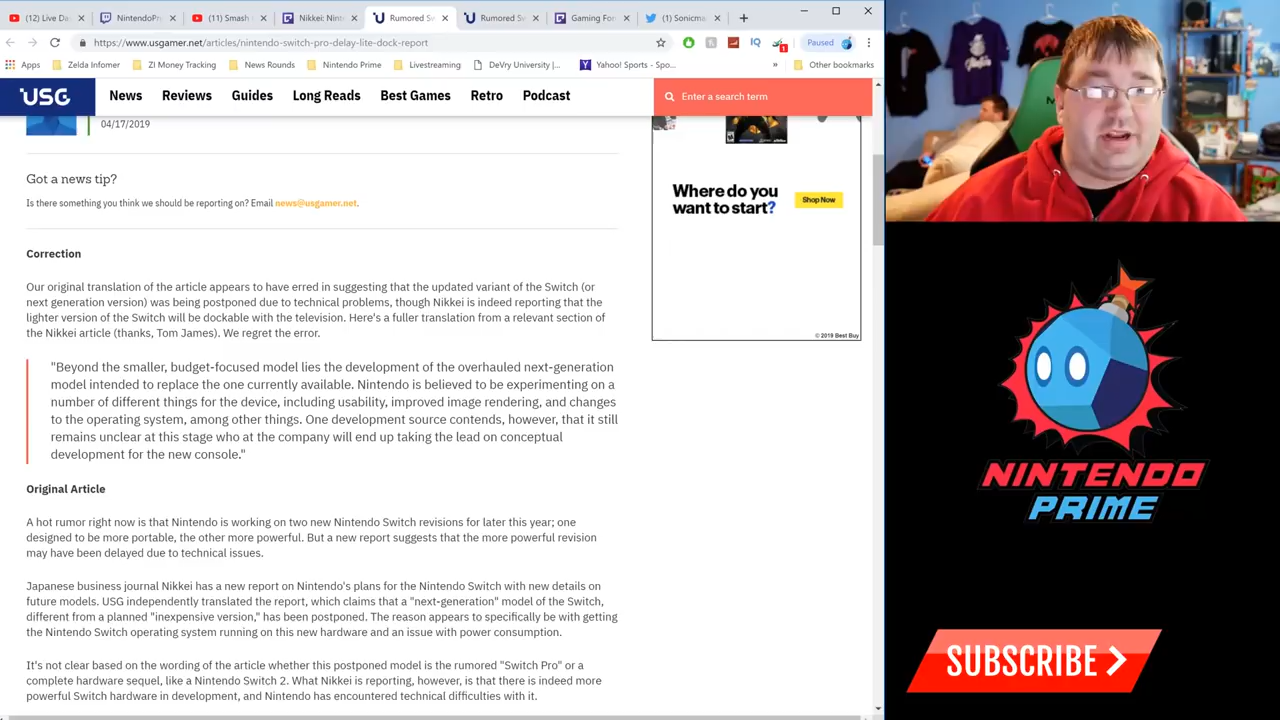 (12) Live Da
NintendoPri
(11) Smash
Nikkei: Ninte
Rumored Sw
Rumored Sw
Gaming For
(1) Sonicma
https://www.usgamer.net/articles/nintendo-switch-pro-delay-lite-dock-report
Paused
Apps
Zelda Infomer
ZI Money Tracking
News Rounds
Nintendo Prime
Livestreaming
DeVry University |...
Yahoo! Sports - Spo...
»
Other bookmarks
USG
News
Reviews
Guides
Long Reads
Best Games
Retro
Podcast
Enter a search term
04/17/2019
Got a news tip?
Is there something you think we should be reporting on? Email news@usgamer.net.
Where do you
want to start?
Shop Now
© 2019 Best Buy
Correction
Our original translation of the article appears to have erred in suggesting that the updated variant of the Switch (or
next generation version) was being postponed due to technical problems, though Nikkei is indeed reporting that the
lighter version of the Switch will be dockable with the television. Here's a fuller translation from a relevant section of
the Nikkei article (thanks, Tom James). We regret the error.
"Beyond the smaller, budget-focused model lies the development of the overhauled next-generation
model intended to replace the one currently available. Nintendo is believed to be experimenting on a
number of different things for the device, including usability, improved image rendering, and changes
to the operating system, among other things. One development source contends, however, that it still
remains unclear at this stage who at the company will end up taking the lead on conceptual
development for the new console."
Original Article
A hot rumor right now is that Nintendo is working on two new Nintendo Switch revisions for later this year; one
designed to be more portable, the other more powerful. But a new report suggests that the more powerful revision
may have been delayed due to technical issues.
Japanese business journal Nikkei has a new report on Nintendo's plans for the Nintendo Switch with new details on
future models. USG independently translated the report, which claims that a "next-generation" model of the Switch,
different from a planned "inexpensive version," has been postponed. The reason appears to specifically be with getting
the Nintendo Switch operating system running on this new hardware and an issue with power consumption.
It's not clear based on the wording of the article whether this postponed model is the rumored "Switch Pro" or a
complete hardware sequel, like a Nintendo Switch 2. What Nikkei is reporting, however, is that there is indeed more
powerful Switch hardware in development, and Nintendo has encountered technical difficulties with it.
NINTENDO
PRIME
SUBSCRIBE